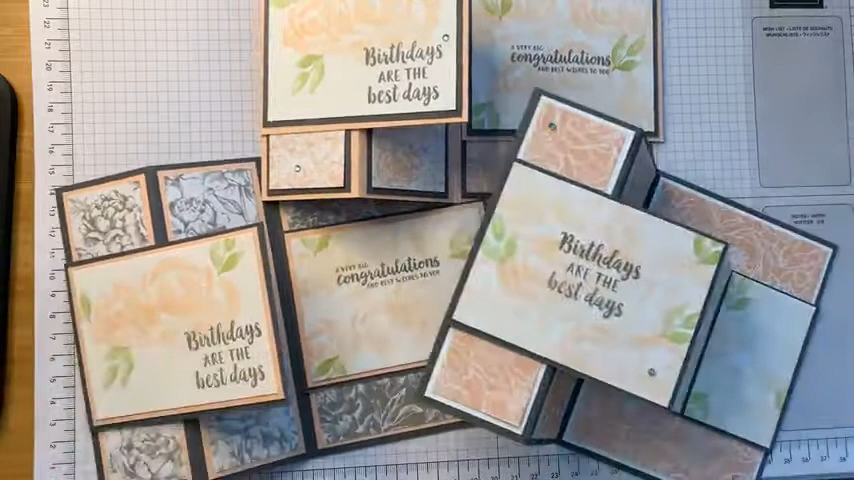 Birthdays
ARE THE
best days
A VERY BIG
congratulations
AND BEST WISHES TO YOU
Birthdays
ARE THE
best days
A VERY BIG
congratulations
AND BEST WISHES TO YOU
Birthdays
ARE THE
best days